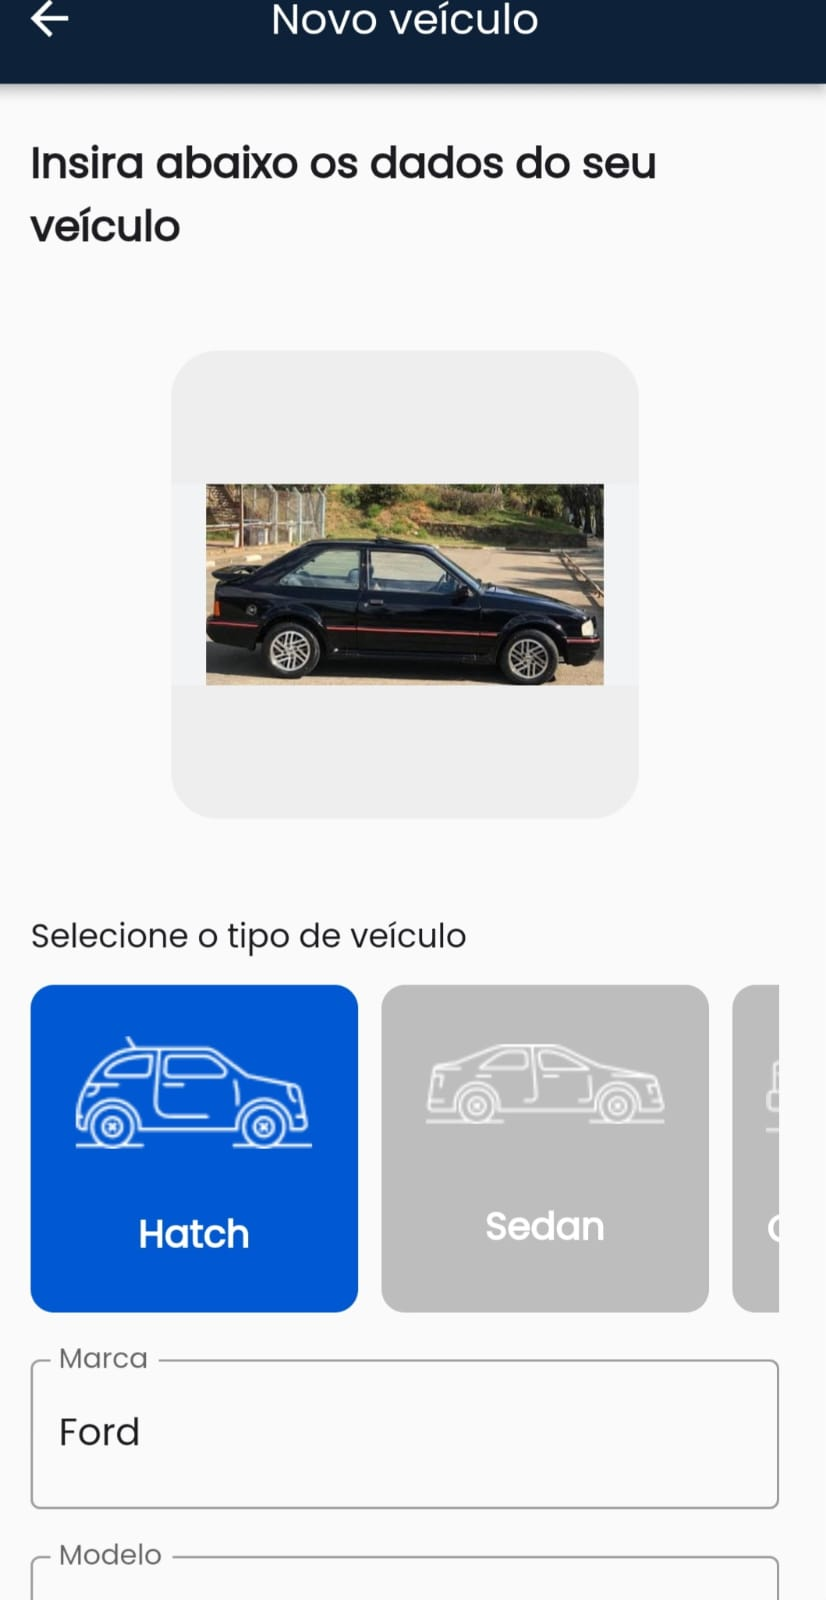 Novo veículo
Insira abaixo os dados do seu
veículo
Selecione o tipo de veículo
Hatch
Sedan
Marca
Ford
Modelo